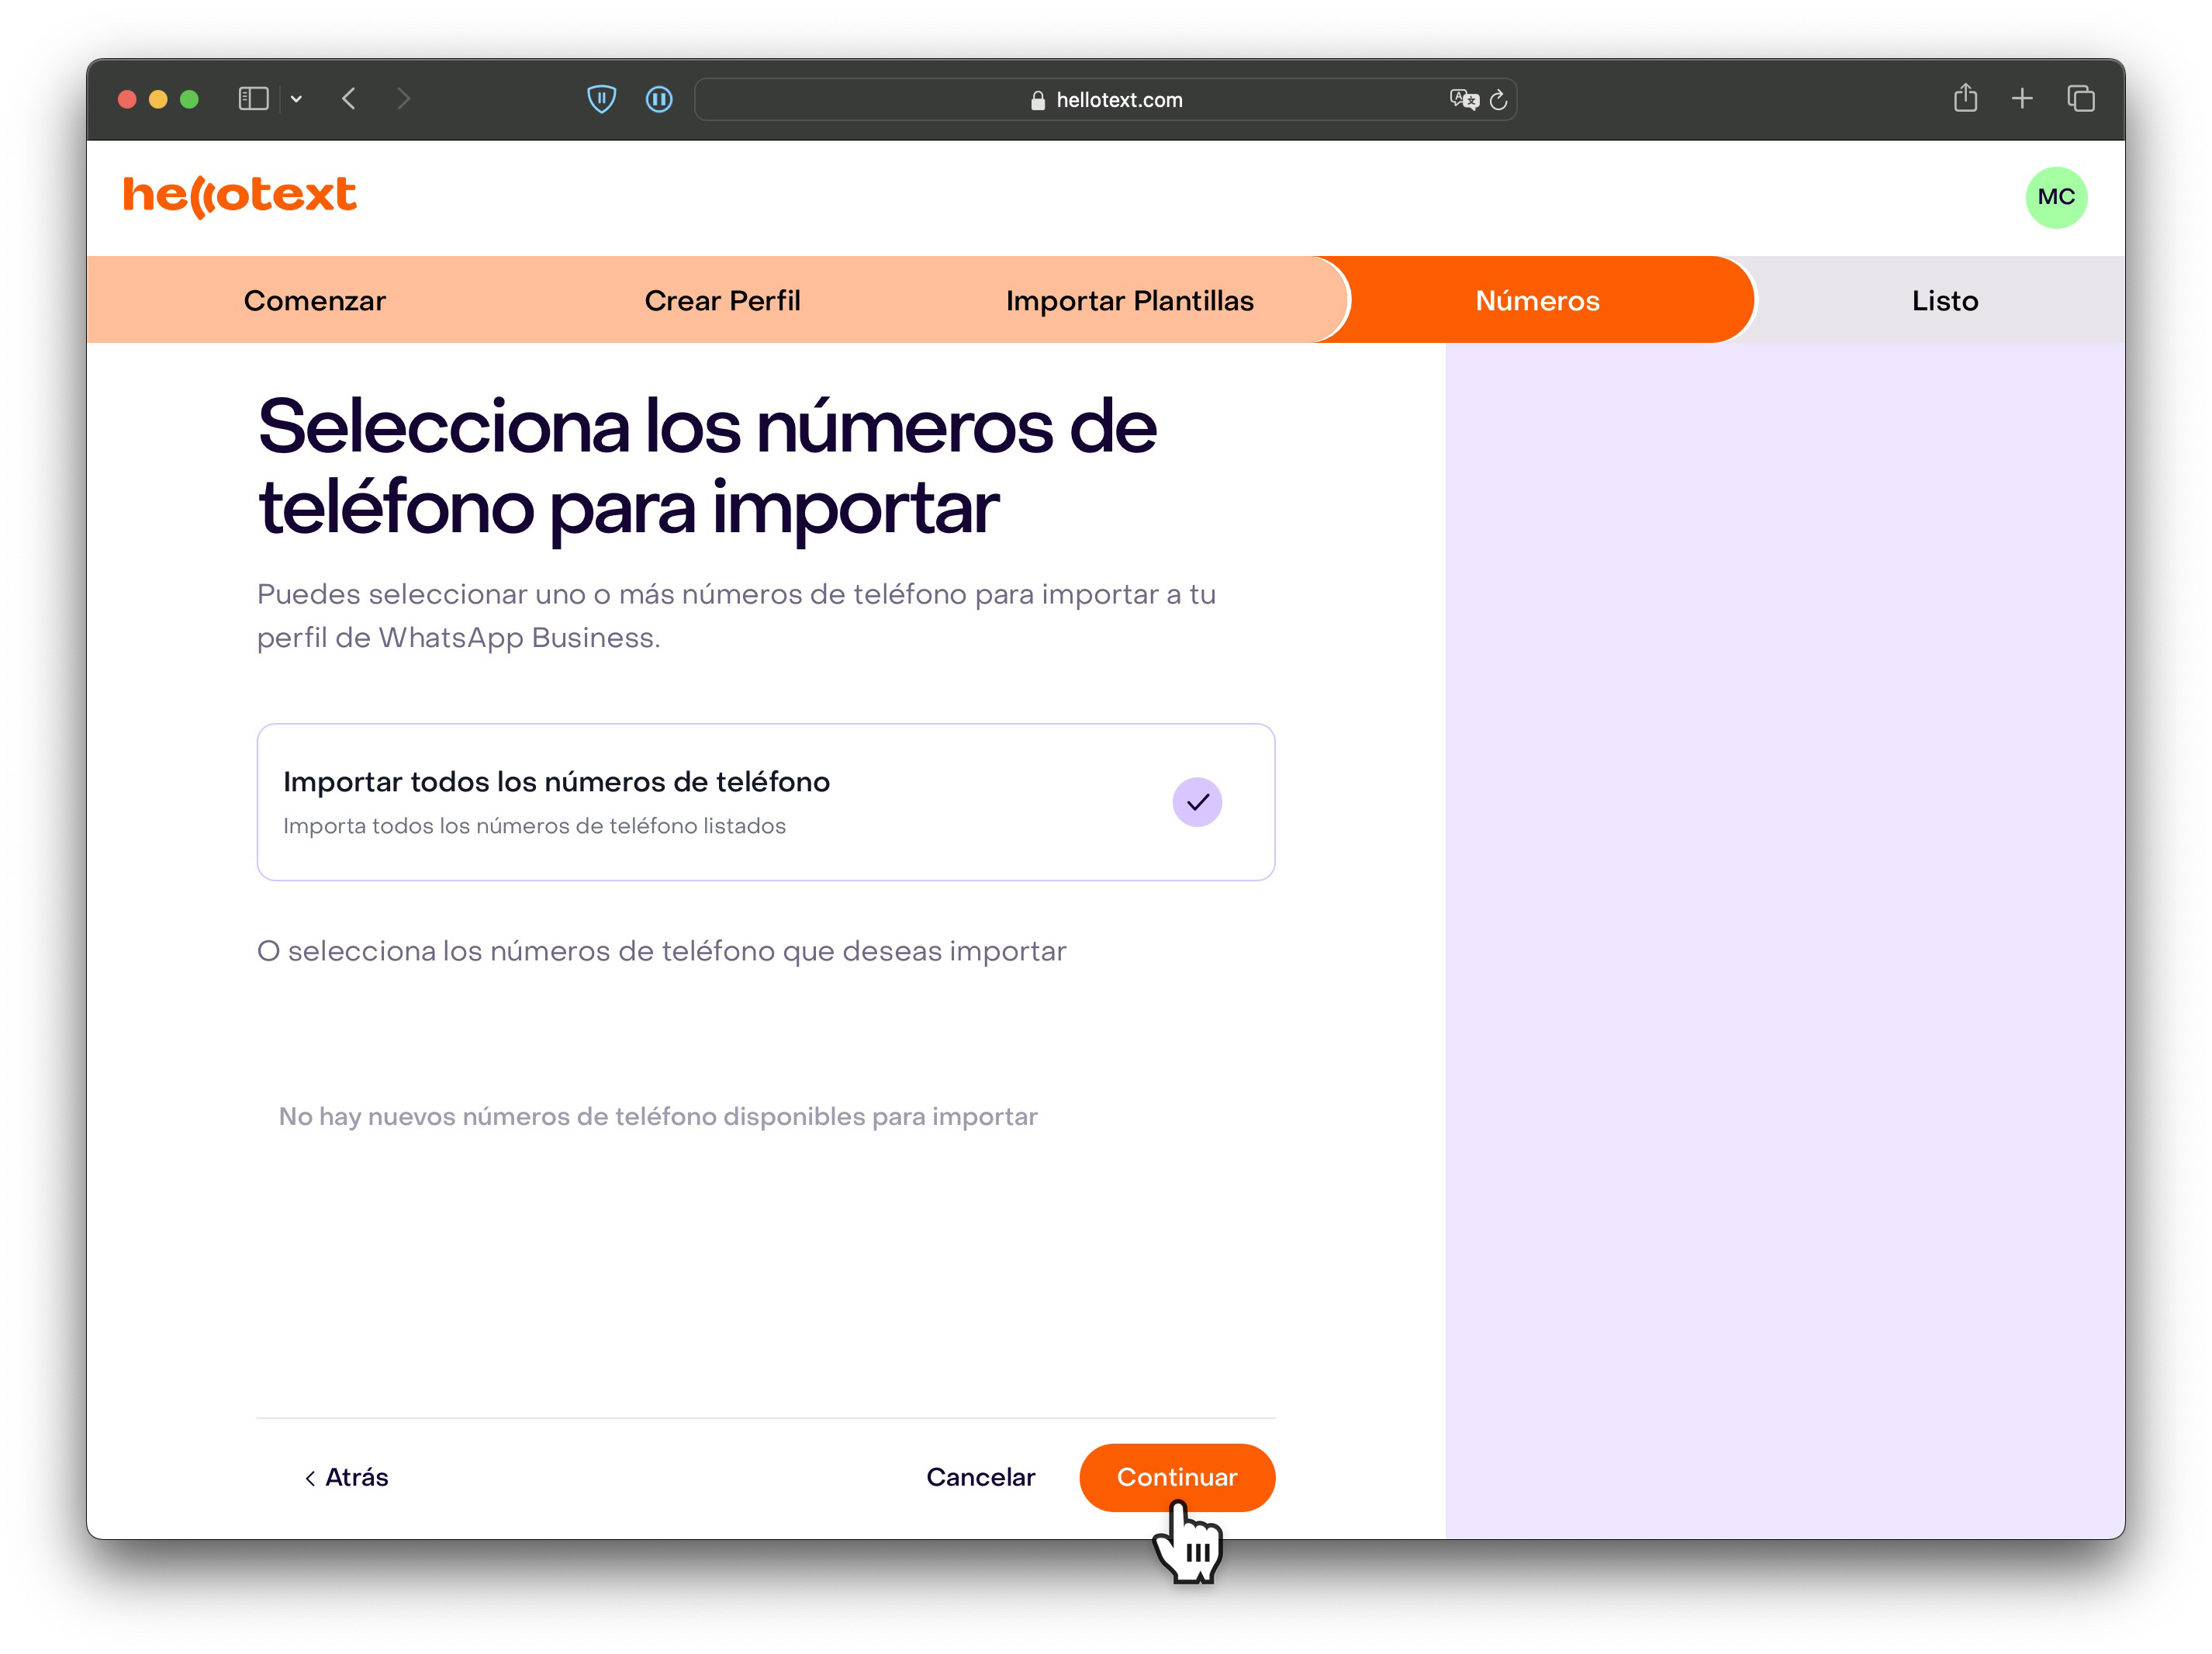 hellotext.com
hellotext
MC
Comenzar
Crear Perfil
Importar Plantillas
Números
Listo
Selecciona los números de
teléfono para importar
Puedes seleccionar uno o más números de teléfono para importar a tu
perfil de WhatsApp Business.
Importar todos los números de teléfono
Importa todos los números de teléfono listados
O selecciona los números de teléfono que deseas importar
No hay nuevos números de teléfono disponibles para importar
Atrás
Cancelar
Continuar